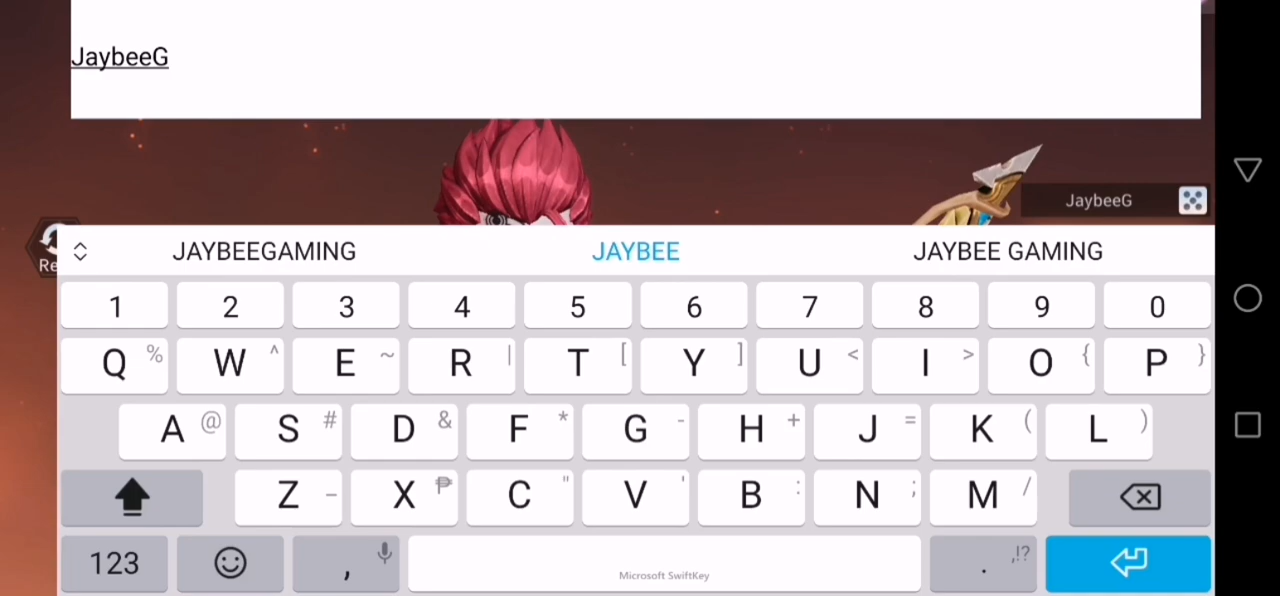 JaybeeG
JaybeeG
Re
JAYBEEGAMING JAYBEE JAYBEE GAMING
1 2 3 4 5 6 7 8 9 0
Q % W ^ E ~ R | T [ Y ] U < I > O { P }
A @ S # D & F * G - H + J = K ( L )
Z – X ₱ C " V ' B : N ; M /
123 , Microsoft SwiftKey . ,!?